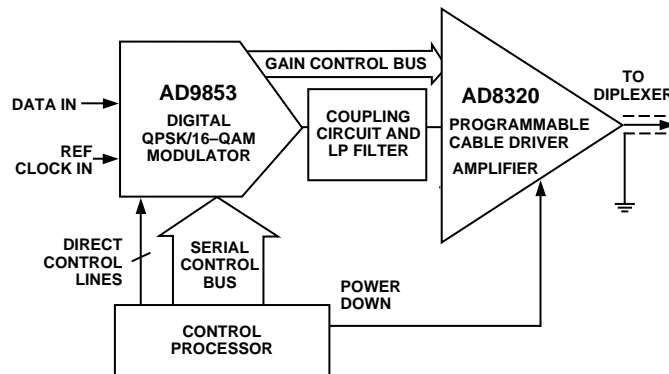 GAIN CONTROL BUS
TO
DIPLEXER
AD9853
DIGITAL
QPSK/16–QAM
MODULATOR
DATA IN
REF
CLOCK IN
COUPLING
CIRCUIT AND
LP FILTER
AD8320
PROGRAMMABLE
CABLE DRIVER
AMPLIFIER
DIRECT
CONTROL
LINES
SERIAL
CONTROL
BUS
POWER
DOWN
CONTROL
PROCESSOR